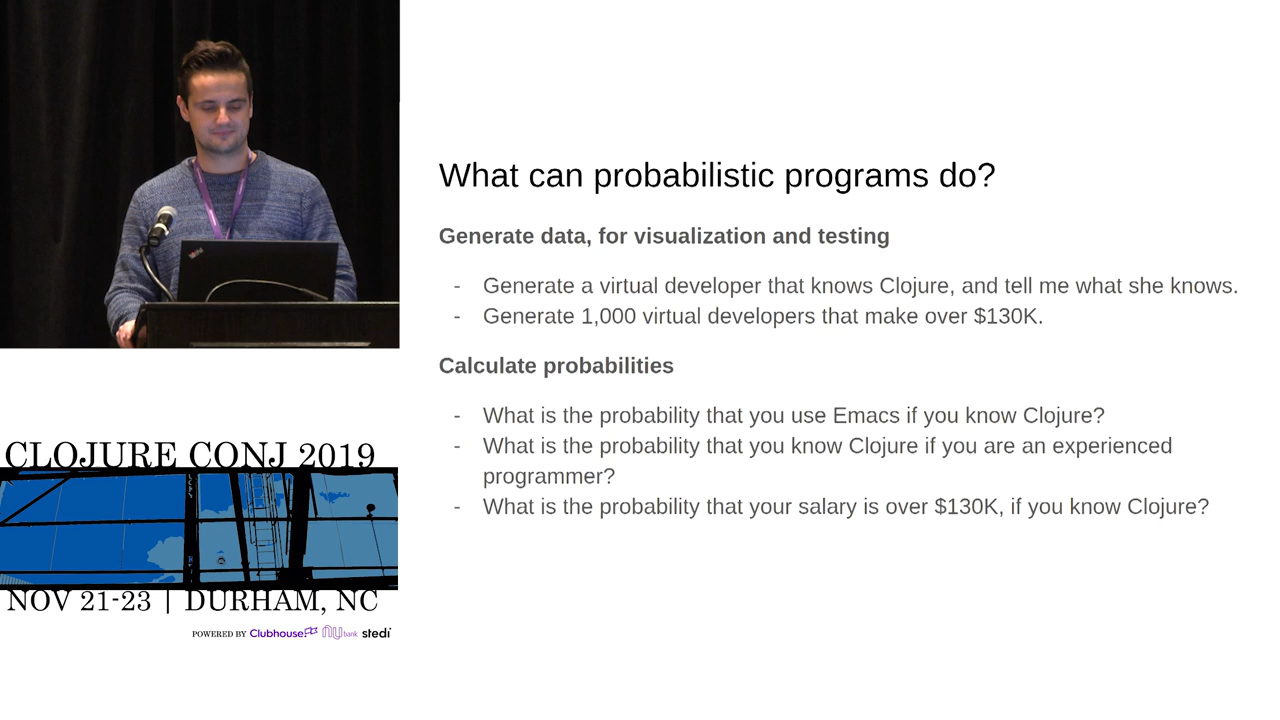 What can probabilistic programs do?
Generate data, for visualization and testing
- Generate a virtual developer that knows Clojure, and tell me what she knows.
- Generate 1,000 virtual developers that make over $130K.
Calculate probabilities
- What is the probability that you use Emacs if you know Clojure?
- What is the probability that you know Clojure if you are an experienced
programmer?
- What is the probability that your salary is over $130K, if you know Clojure?
CLOJURE CONJ 2019
NOV 21-23 | DURHAM, NC
POWERED BY Clubhouse nu bank stedi